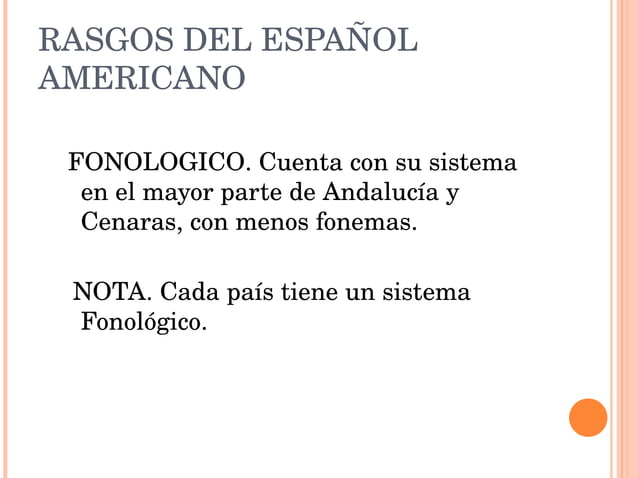 RASGOS DEL ESPAÑOL
AMERICANO
FONOLOGICO. Cuenta con su sistema
en el mayor parte de Andalucía y
Cenaras, con menos fonemas.
NOTA. Cada país tiene un sistema
Fonológico.